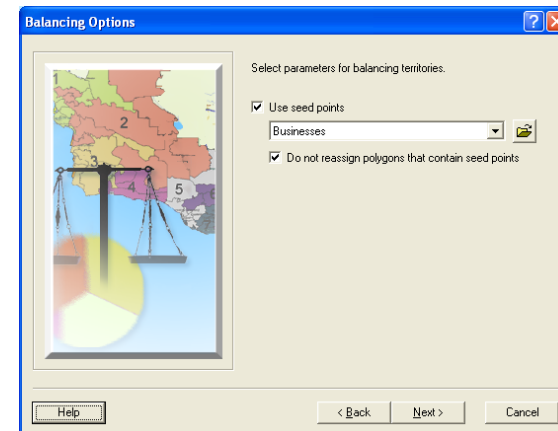 Balancing Options
Select parameters for balancing territories.
Use seed points
Businesses
Do not reassign polygons that contain seed points
1
2
3
4
5
Help
< Back
Next >
Cancel